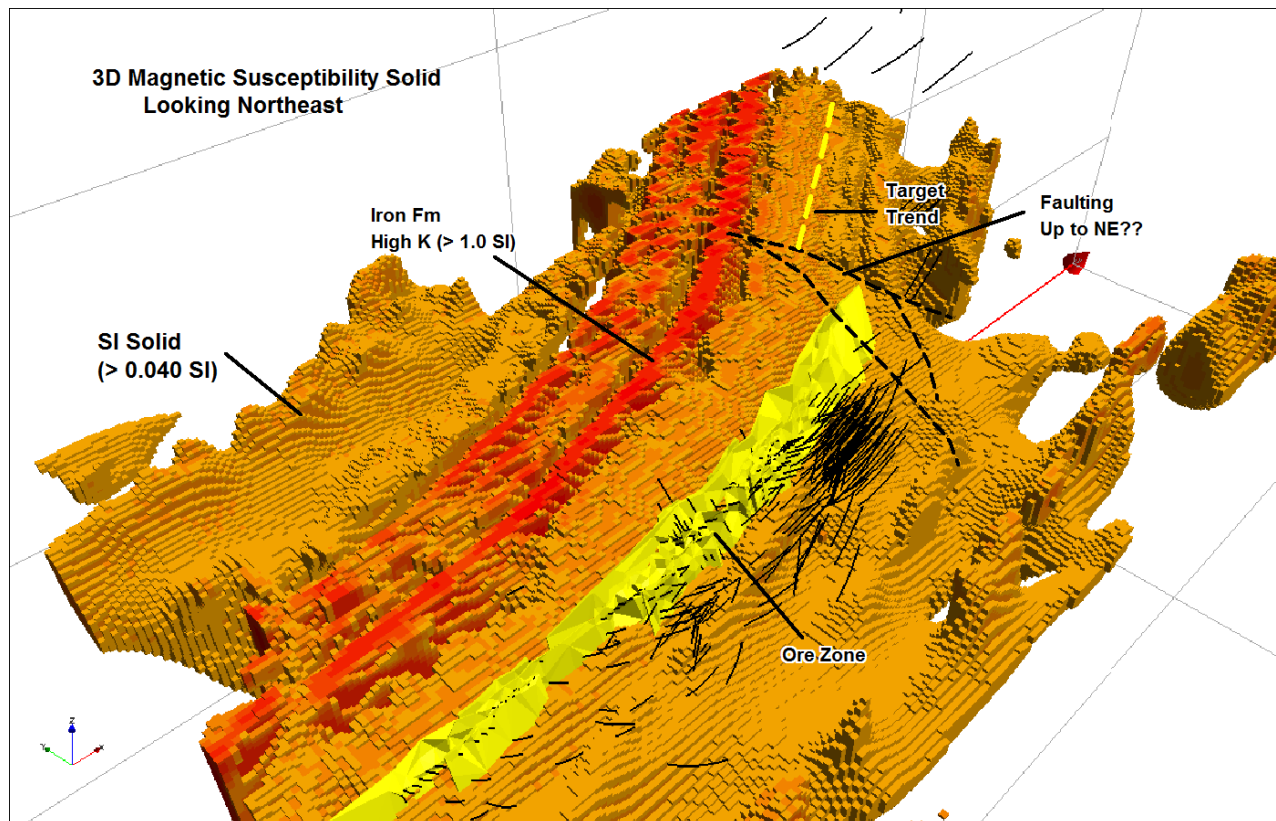 3D Magnetic Susceptibility Solid
Looking Northeast
Target
Trend
Faulting
Up to NE??
Iron Fm
High K (> 1.0 SI)
SI Solid
(> 0.040 SI)
Ore Zone
Z
Y
X